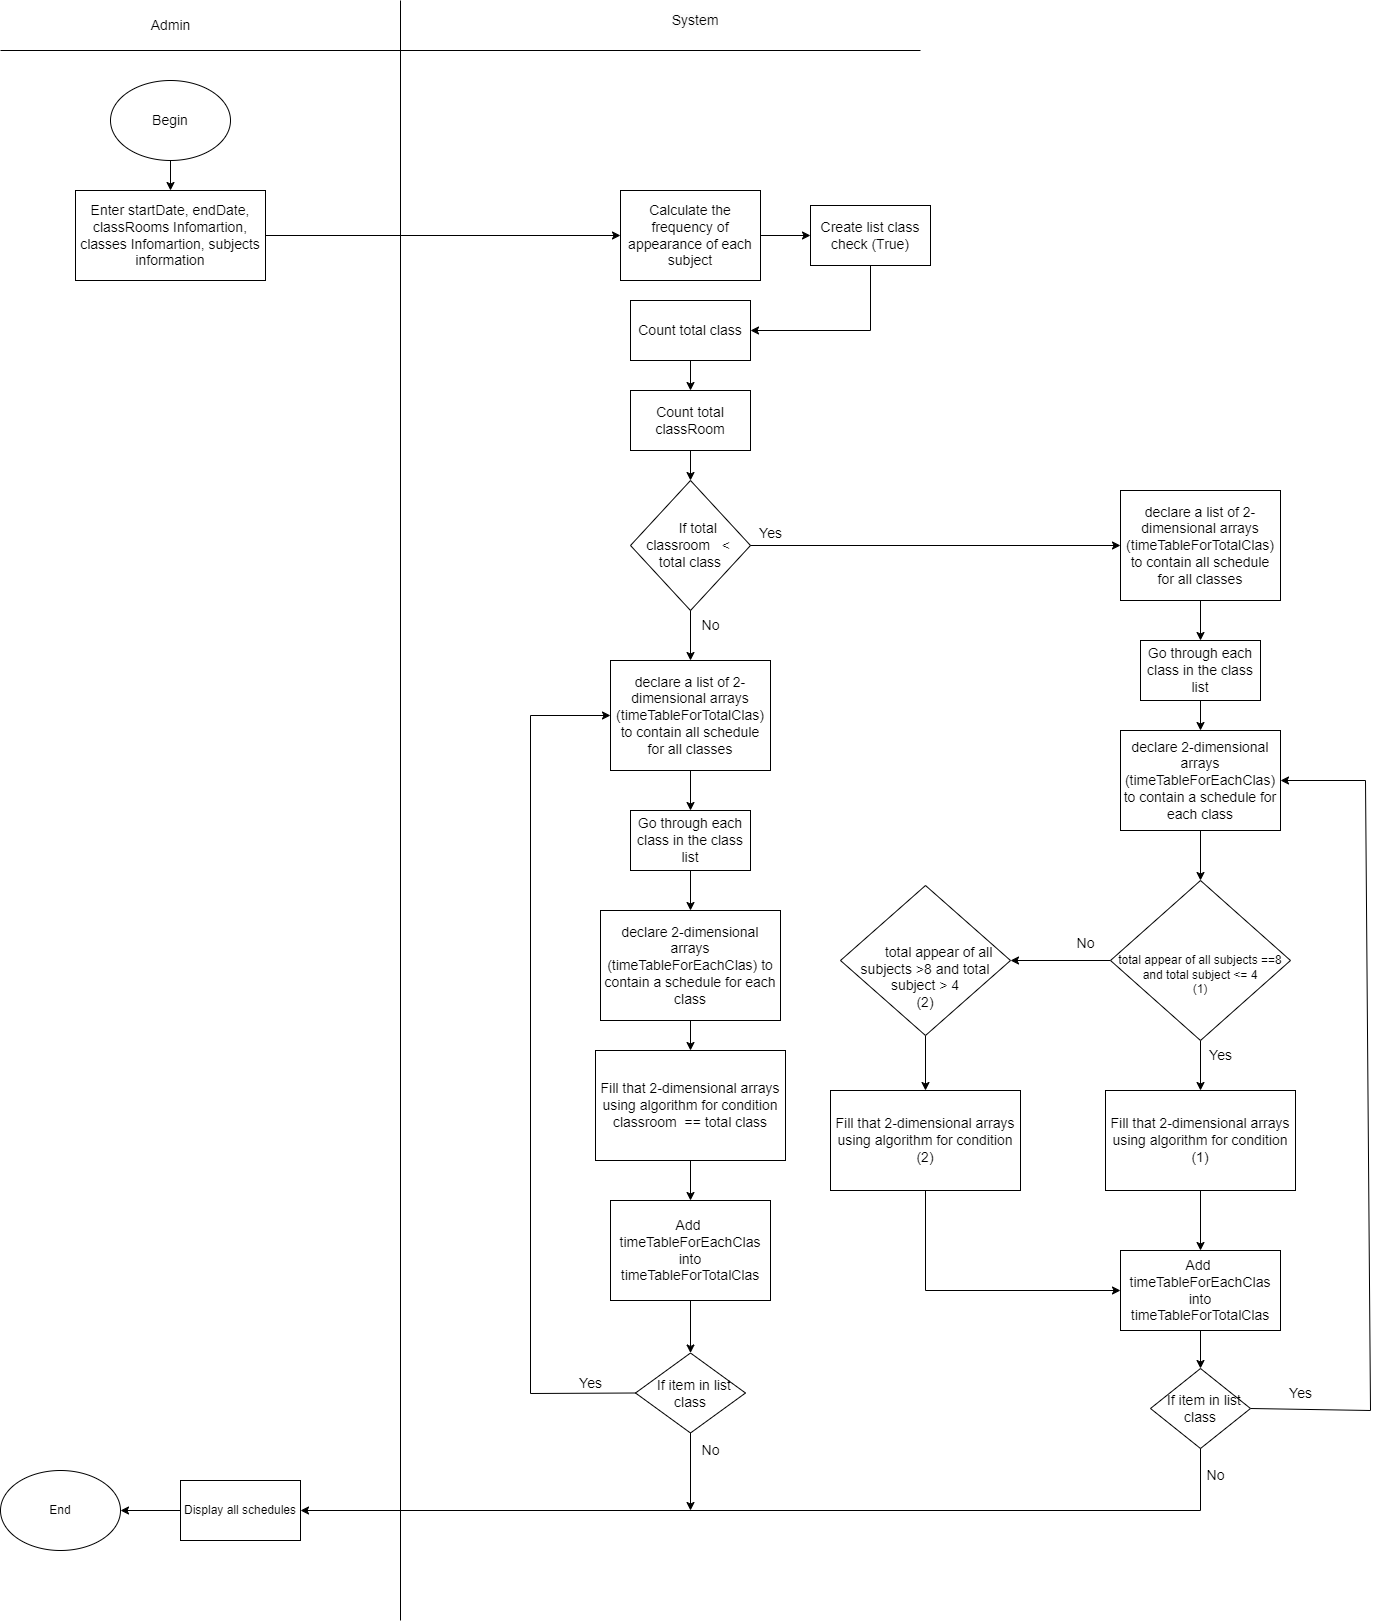 Admin
System
Begin
Enter startDate, endDate,
classRooms Infomartion,
classes Infomartion, subjects
information
Calculate the
frequency of
appearance of each
subject
Create list class
check (True)
Count total class
Count total
classRoom
If total
classroom <
total class
Yes
No
declare a list of 2-
dimensional arrays
(timeTableForTotalClas)
to contain all schedule
for all classes
Go through each
class in the class
list
declare 2-dimensional
arrays
(timeTableForEachClas)
to contain a schedule for
each class
total appear of all subjects ==8
and total subject <= 4
(1)
No
Yes
total appear of all
subjects >8 and total
subject > 4
(2)
Fill that 2-dimensional arrays
using algorithm for condition
(2)
Fill that 2-dimensional arrays
using algorithm for condition
(1)
Add
timeTableForEachClas
into
timeTableForTotalClas
If item in list
class
Yes
No
declare a list of 2-
dimensional arrays
(timeTableForTotalClas)
to contain all schedule
for all classes
Go through each
class in the class
list
declare 2-dimensional
arrays
(timeTableForEachClas) to
contain a schedule for each
class
Fill that 2-dimensional arrays
using algorithm for condition
classroom == total class
Add
timeTableForEachClas
into
timeTableForTotalClas
If item in list
class
Yes
No
Display all schedules
End